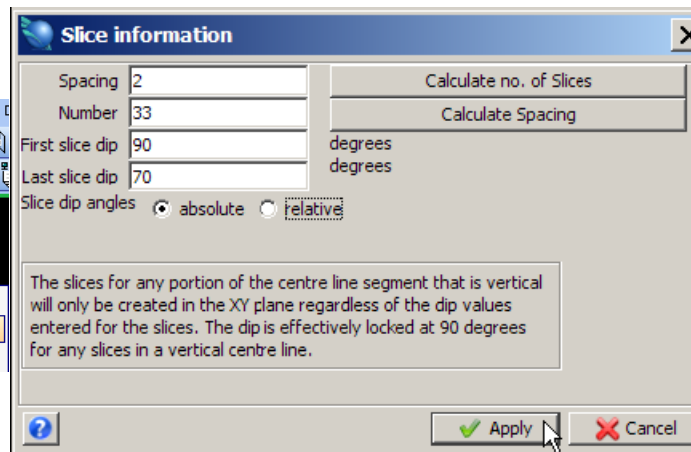 Slice information
Spacing 2
Calculate no. of Slices
Number 33
Calculate Spacing
First slice dip 90 degrees
Last slice dip 70 degrees
Slice dip angles absolute relative
The slices for any portion of the centre line segment that is vertical
will only be created in the XY plane regardless of the dip values
entered for the slices. The dip is effectively locked at 90 degrees
for any slices in a vertical centre line.
? Apply Cancel